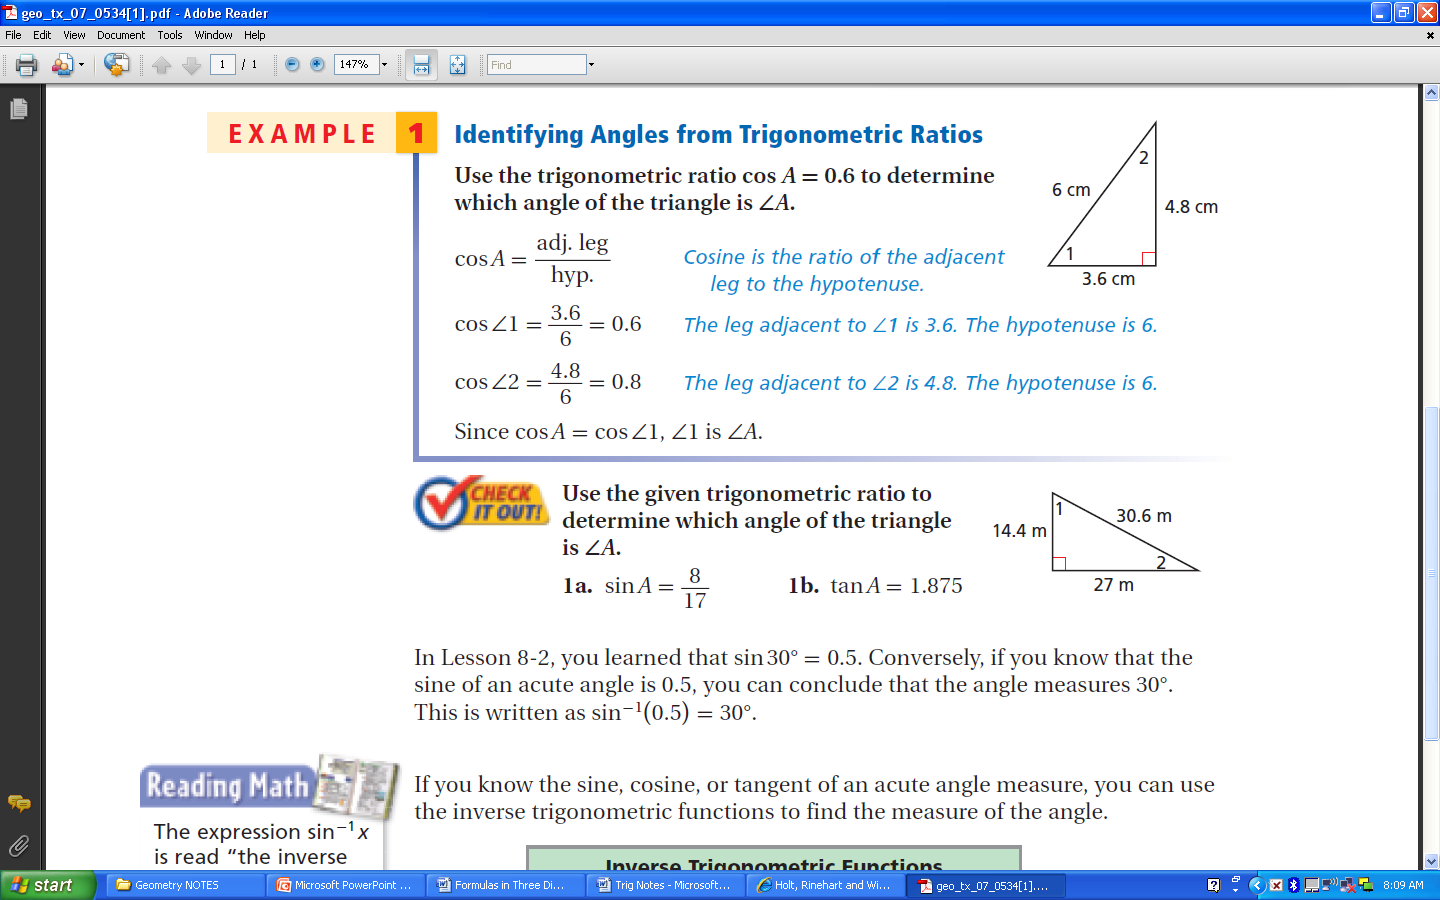 geo_tx_07_0534[1].pdf - Adobe Reader
File Edit View Document Tools Window Help
1 / 1 147% Find
EXAMPLE 1 Identifying Angles from Trigonometric Ratios
Use the trigonometric ratio cos A = 0.6 to determine
which angle of the triangle is ∠A.
2
6 cm
4.8 cm
1
3.6 cm
cos A = adj. leg / hyp.
Cosine is the ratio of the adjacent
leg to the hypotenuse.
cos ∠1 = 3.6/6 = 0.6 The leg adjacent to ∠1 is 3.6. The hypotenuse is 6.
cos ∠2 = 4.8/6 = 0.8 The leg adjacent to ∠2 is 4.8. The hypotenuse is 6.
Since cos A = cos ∠1, ∠1 is ∠A.
CHECK
IT OUT!
Use the given trigonometric ratio to
determine which angle of the triangle
is ∠A.
1
30.6 m
14.4 m
2
27 m
1a. sin A = 8/17 1b. tan A = 1.875
In Lesson 8-2, you learned that sin 30° = 0.5. Conversely, if you know that the
sine of an acute angle is 0.5, you can conclude that the angle measures 30°.
This is written as sin⁻¹(0.5) = 30°.
Reading Math
The expression sin⁻¹x
is read “the inverse
If you know the sine, cosine, or tangent of an acute angle measure, you can use
the inverse trigonometric functions to find the measure of the angle.
Inverse Trigonometric Functions
start Geometry NOTES Microsoft PowerPoint ... Formulas in Three Di... Trig Notes - Microsoft... Holt, Rinehart and Wi... geo_tx_07_0534[1].... 8:09 AM